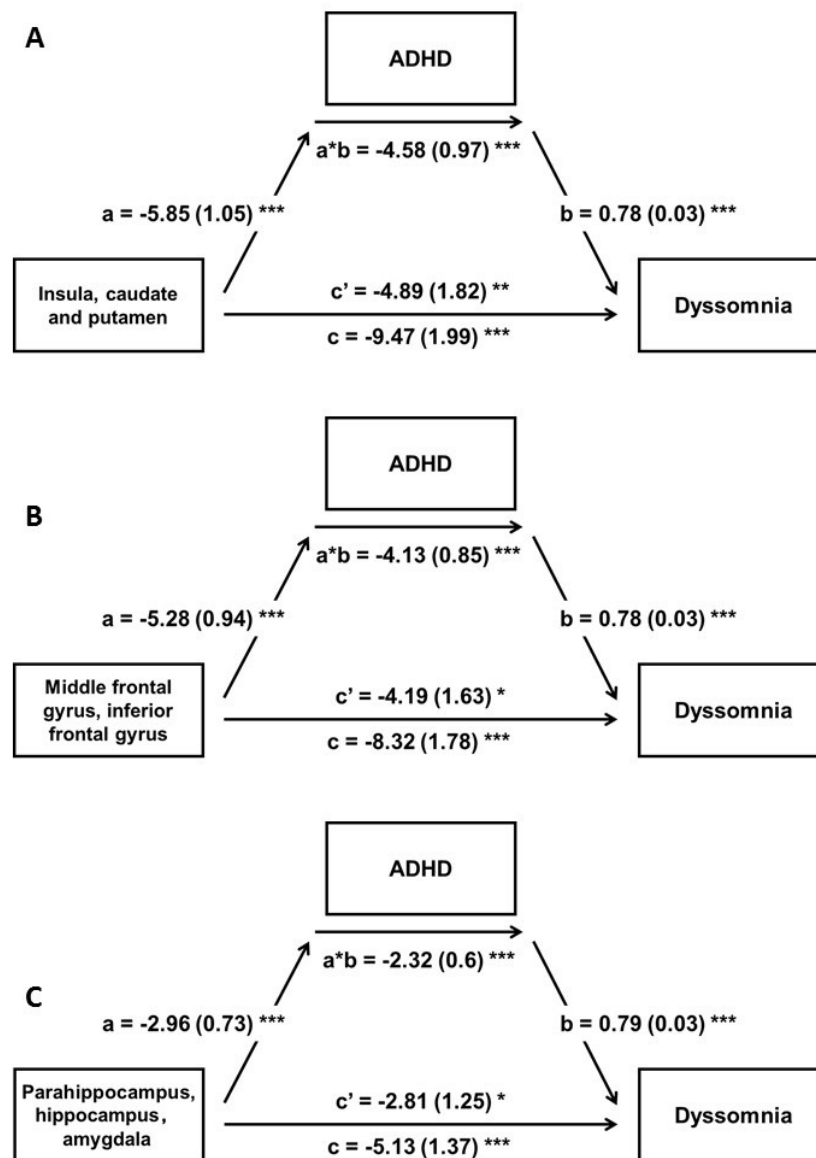 A
ADHD
a*b = -4.58 (0.97) ***
a = -5.85 (1.05) ***
b = 0.78 (0.03) ***
Insula, caudate
and putamen
c’ = -4.89 (1.82) **
c = -9.47 (1.99) ***
Dyssomnia
B
ADHD
a*b = -4.13 (0.85) ***
a = -5.28 (0.94) ***
b = 0.78 (0.03) ***
Middle frontal
gyrus, inferior
frontal gyrus
c’ = -4.19 (1.63) *
c = -8.32 (1.78) ***
Dyssomnia
C
ADHD
a*b = -2.32 (0.6) ***
a = -2.96 (0.73) ***
b = 0.79 (0.03) ***
Parahippocampus,
hippocampus,
amygdala
c’ = -2.81 (1.25) *
c = -5.13 (1.37) ***
Dyssomnia